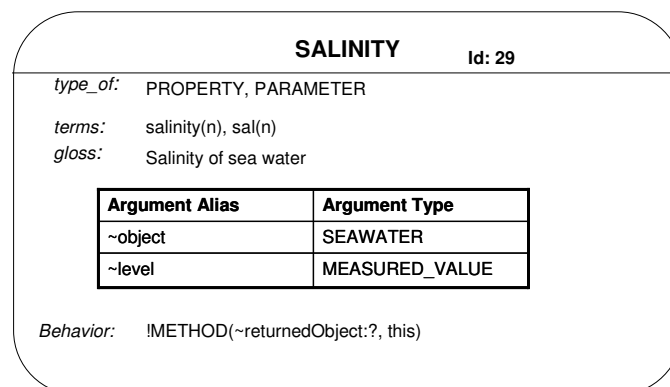 SALINITY Id: 29
type_of: PROPERTY, PARAMETER
terms: salinity(n), sal(n)
gloss: Salinity of sea water
Argument Alias Argument Type
~object SEAWATER
~level MEASURED_VALUE
Behavior: !METHOD(~returnedObject:?, this)